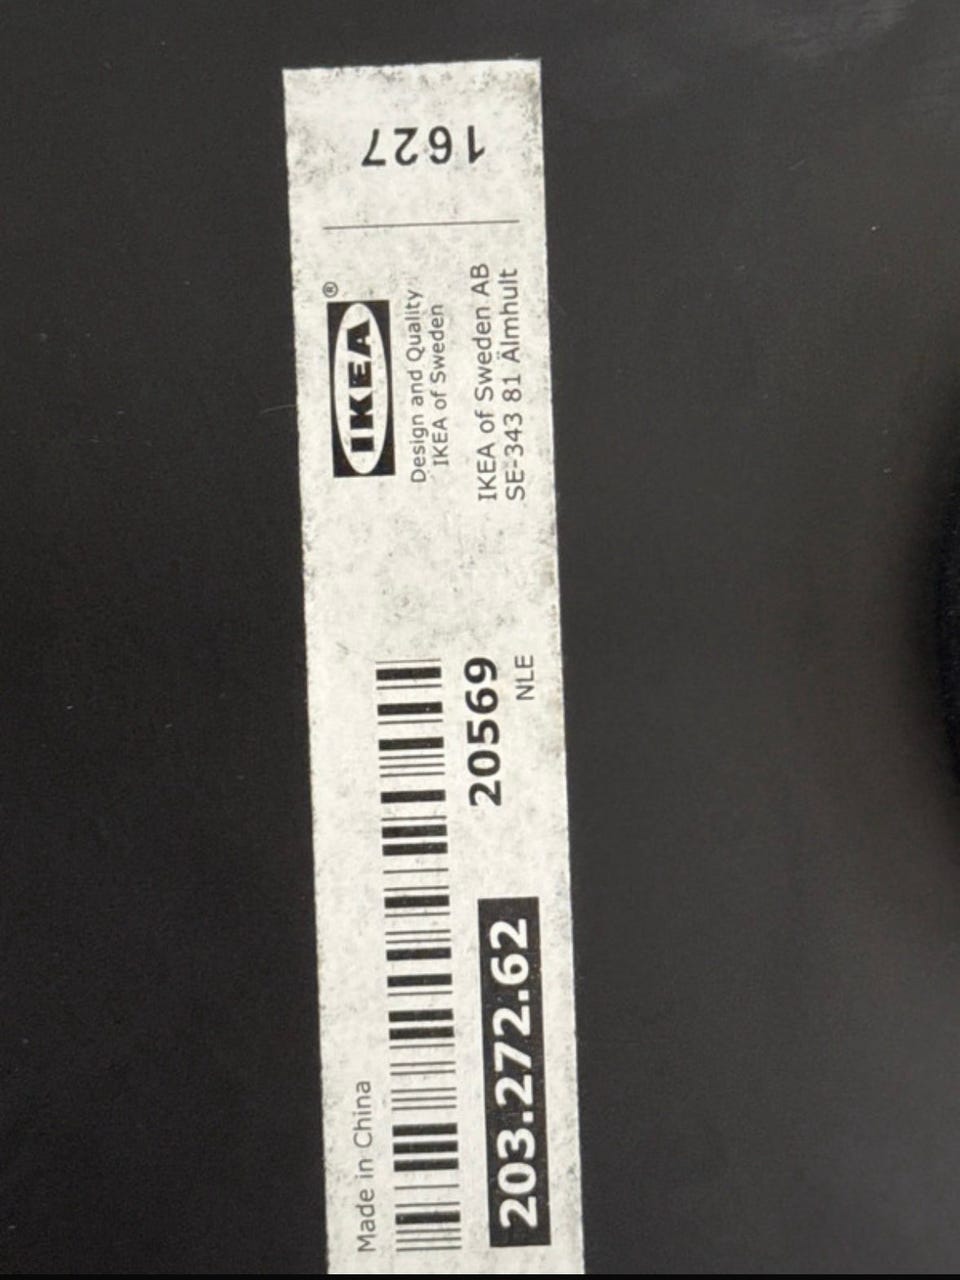 1627
IKEA®
Design and Quality
IKEA of Sweden
IKEA of Sweden AB
SE-343 81 Älmhult
Made in China
20569
NLE
203.272.62